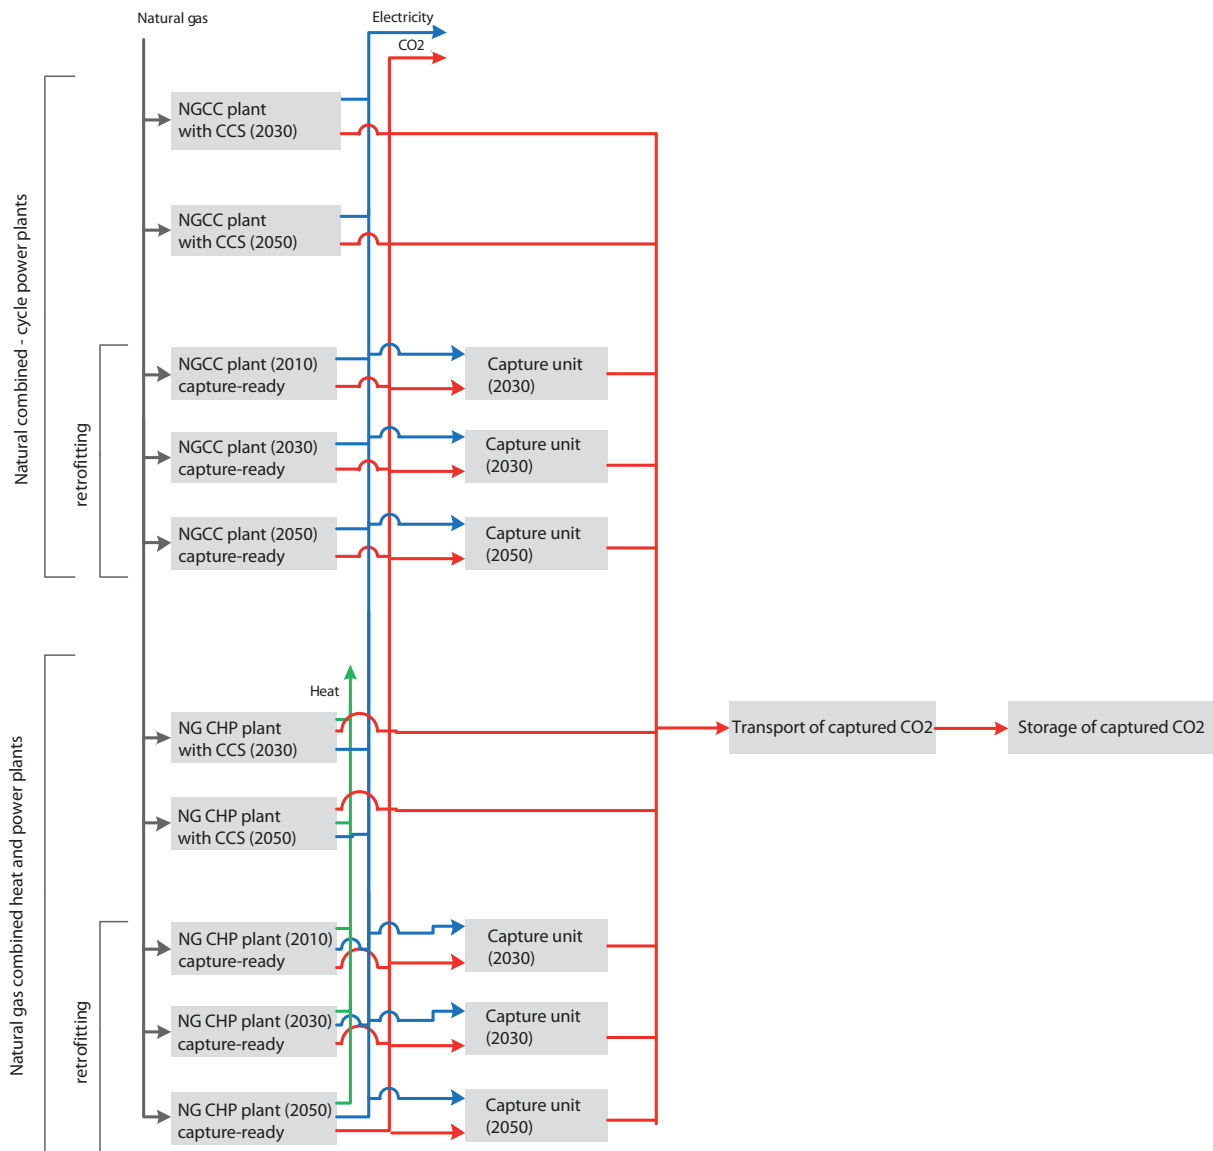 Natural gas
Electricity
CO2
Natural combined - cycle power plants
NGCC plant
with CCS (2030)
NGCC plant
with CCS (2050)
retrofitting
NGCC plant (2010)
capture-ready
Capture unit
(2030)
NGCC plant (2030)
capture-ready
Capture unit
(2030)
NGCC plant (2050)
capture-ready
Capture unit
(2050)
Natural gas combined heat and power plants
Heat
NG CHP plant
with CCS (2030)
Transport of captured CO2
Storage of captured CO2
NG CHP plant
with CCS (2050)
retrofitting
NG CHP plant (2010)
capture-ready
Capture unit
(2030)
NG CHP plant (2030)
capture-ready
Capture unit
(2030)
NG CHP plant (2050)
capture-ready
Capture unit
(2050)